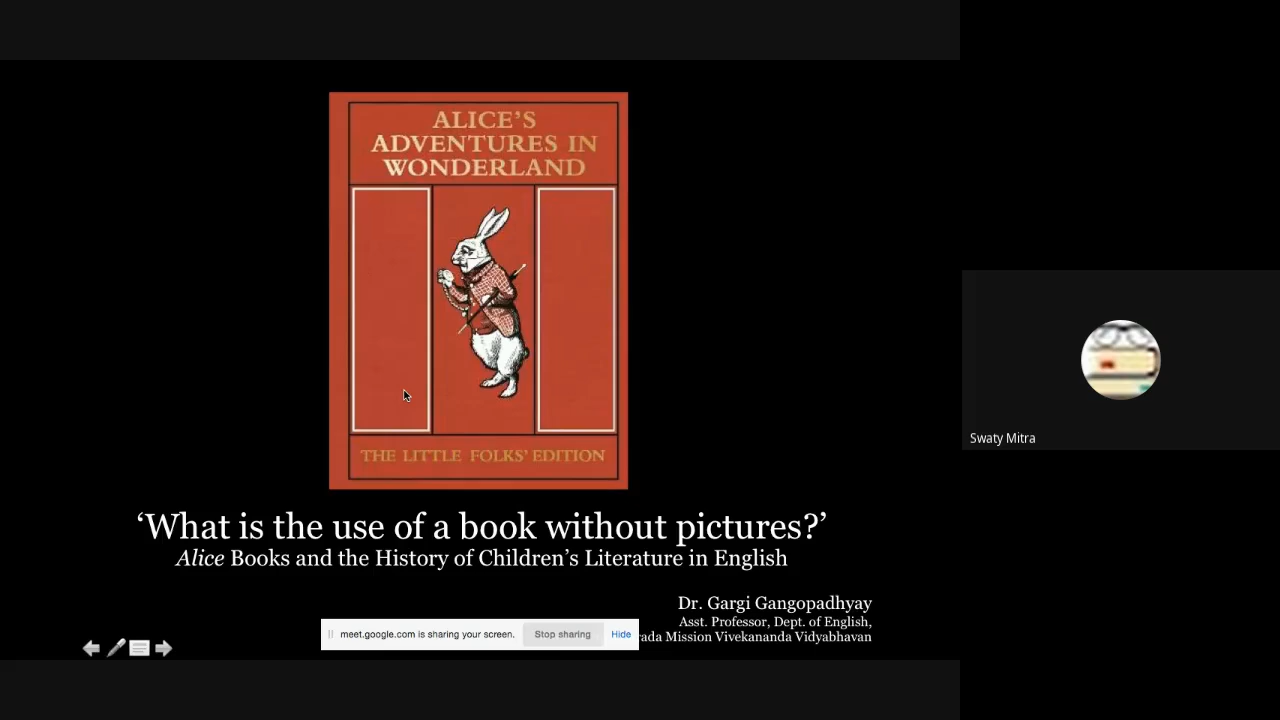 ALICE'S
ADVENTURES IN
WONDERLAND
THE LITTLE FOLKS' EDITION
‘What is the use of a book without pictures?’
Alice Books and the History of Children’s Literature in English
Dr. Gargi Gangopadhyay
Asst. Professor, Dept. of English,
Mission Vivekananda Vidyabhavan
meet.google.com is sharing your screen.
Stop sharing
Hide
Swaty Mitra